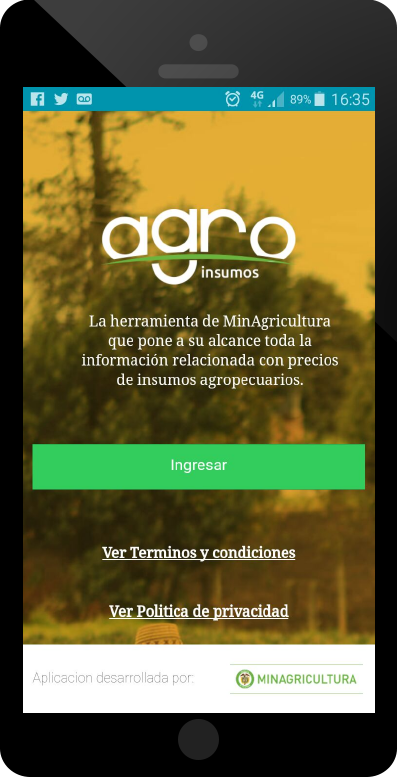 4G 89% 16:35
agro
insumos
La herramienta de MinAgricultura
que pone a su alcance toda la
información relacionada con precios
de insumos agropecuarios.
Ingresar
Ver Terminos y condiciones
Ver Politica de privacidad
Aplicacion desarrollada por: MINAGRICULTURA